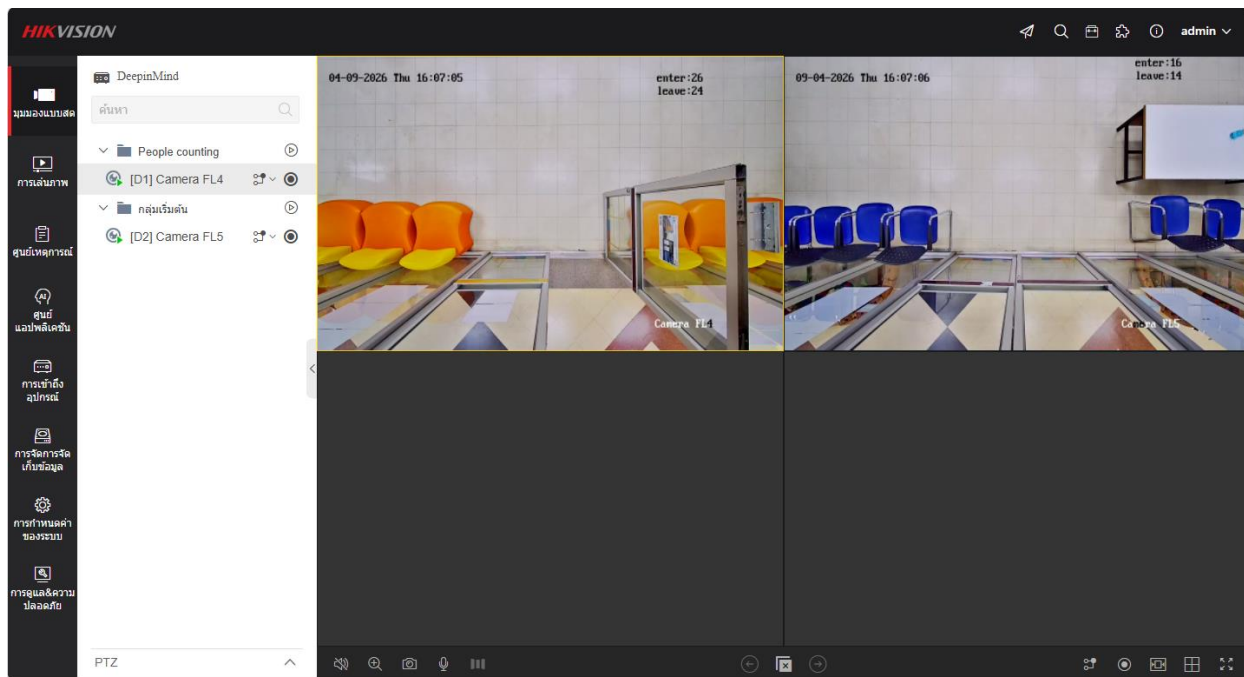 HIKVISION
admin
มุมมองแบบสด
การเล่นภาพ
ศูนย์เหตุการณ์
AI
ศูนย์
แอปพลิเคชัน
การเข้าถึง
อุปกรณ์
การจัดการจัด
เก็บข้อมูล
การกำหนดค่า
ของระบบ
การดูแล&ความ
ปลอดภัย
DeepinMind
ค้นหา
People counting
[D1] Camera FL4
กลุ่มเริ่มต้น
[D2] Camera FL5
PTZ
04-09-2026 Thu 16:07:05
enter:26
leave:24
Camera FL4
09-04-2026 Thu 16:07:06
enter:16
leave:14
Camera FL5